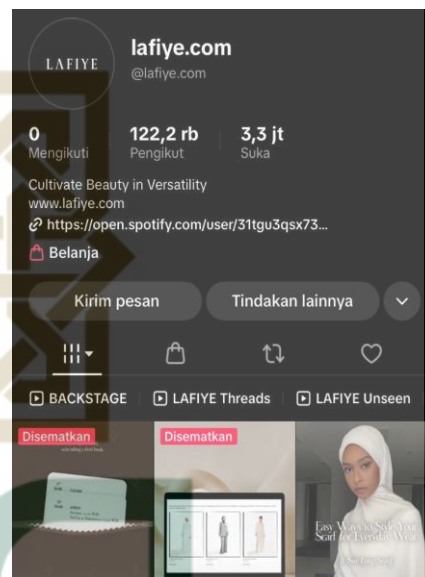 LAFIYE
lafiye.com
@lafiye.com
0 122,2 rb 3,3 jt
Mengikuti Pengikut Suka
Cultivate Beauty in Versatility
www.lafiye.com
https://open.spotify.com/user/31tgu3qsx73...
Belanja
Kirim pesan Tindakan lainnya
BACKSTAGE LAFIYE Threads LAFIYE Unseen
Disematkan Disematkan
Easy Ways to Style Your
Scarf for Everyday Wear